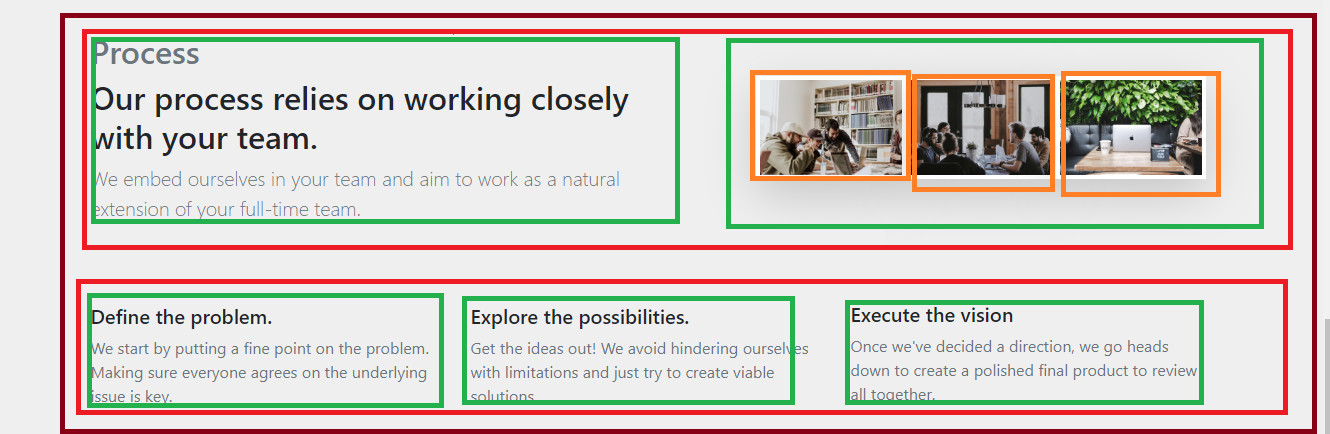 Process
Our process relies on working closely
with your team.
We embed ourselves in your team and aim to work as a natural
extension of your full-time team.
Define the problem.
We start by putting a fine point on the problem.
Making sure everyone agrees on the underlying
issue is key.
Explore the possibilities.
Get the ideas out! We avoid hindering ourselves
with limitations and just try to create viable
solutions
Execute the vision
Once we've decided a direction, we go heads
down to create a polished final product to review
all together.